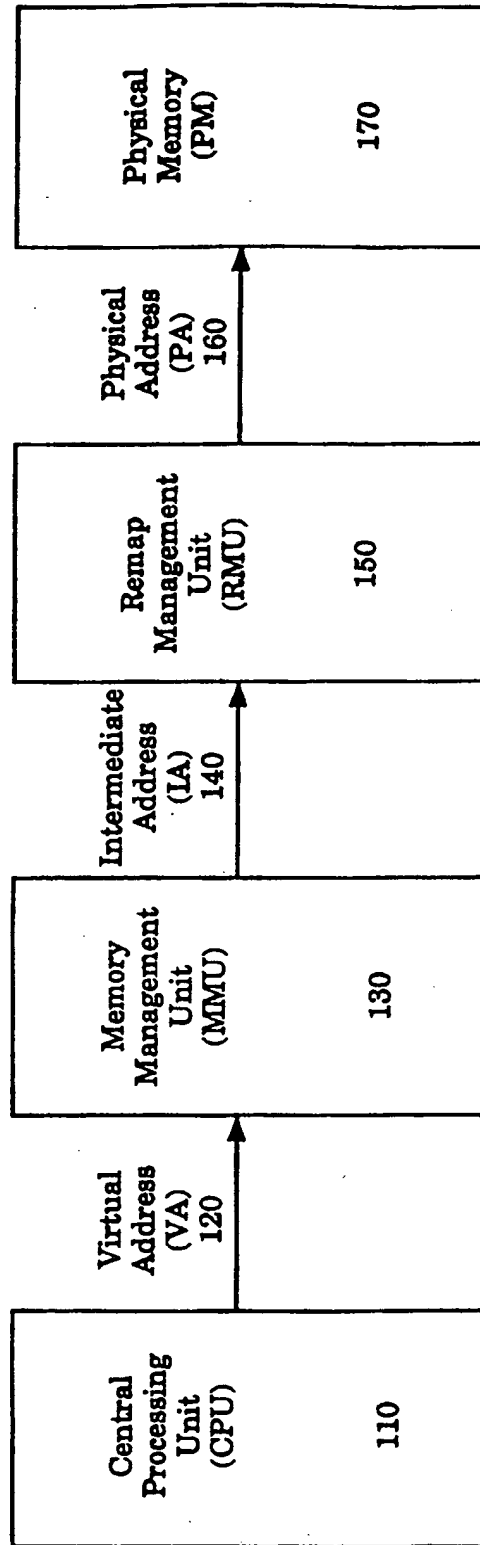 Central
Processing
Unit
(CPU)
110
Virtual
Address
(VA)
120
Memory
Management
Unit
(MMU)
130
Intermediate
Address
(IA)
140
Remap
Management
Unit
(RMU)
150
Physical
Address
(PA)
160
Physical
Memory
(PM)
170